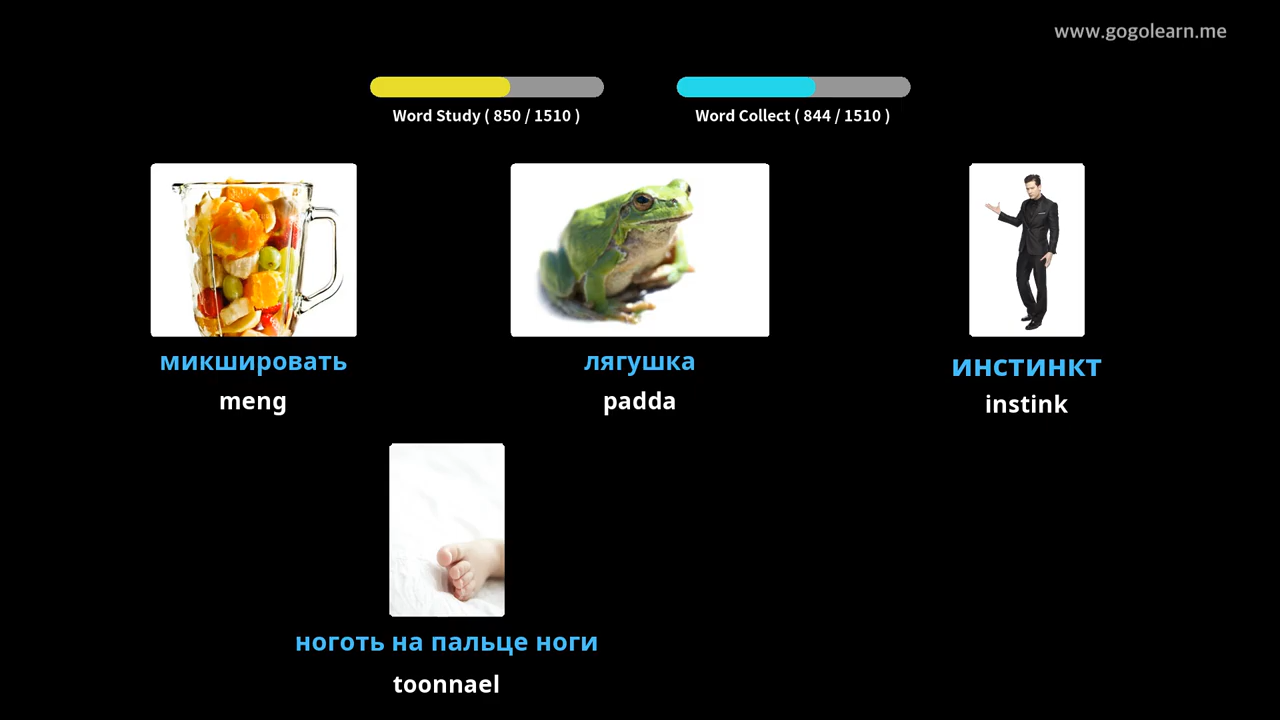 www.gogolearn.me
Word Study ( 850 / 1510 )
Word Collect ( 844 / 1510 )
микшировать
meng
лягушка
padda
инстинкт
instink
ноготь на пальце ноги
toonnael